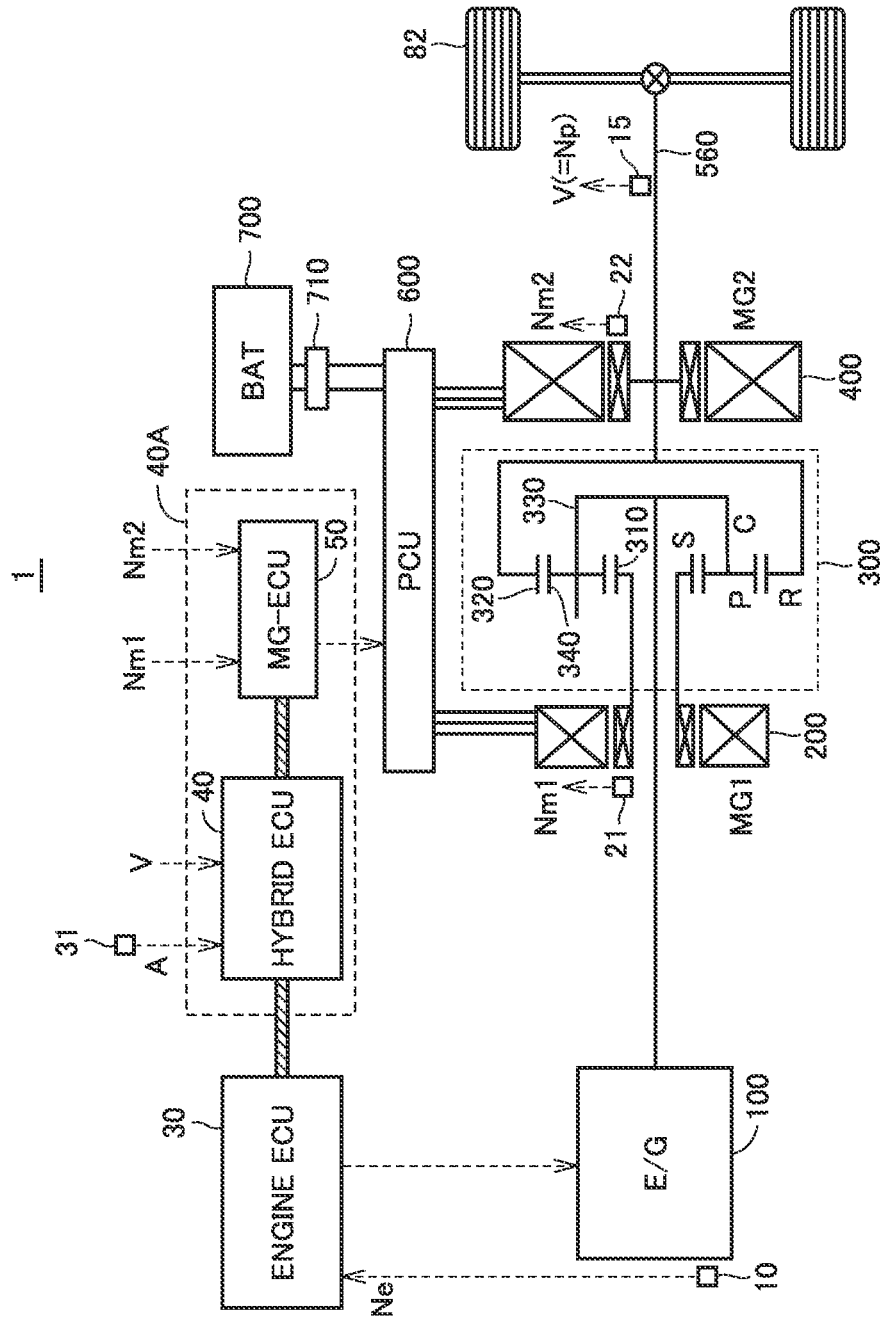 1
31
A
V
Nm1
Nm2
40A
30
ENGINE ECU
40
HYBRID ECU
MG-ECU
50
BAT
700
710
PCU
600
Ne
10
E/G
100
Nm1
21
MG1
200
320
340
330
310
S
P
C
R
300
Nm2
22
MG2
400
V(=Np)
15
560
82